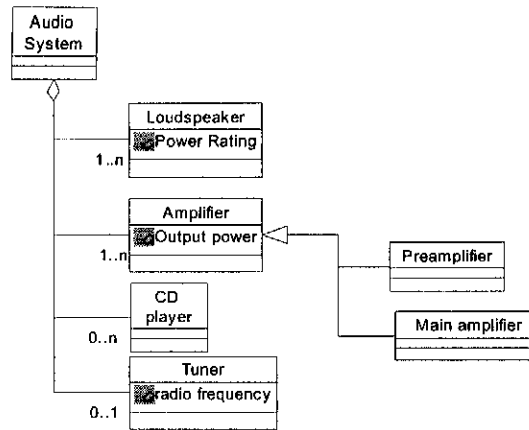 Audio
System
Loudspeaker
Power Rating
1..n
Amplifier
Output power
1..n
Preamplifier
CD
player
0..n
Main amplifier
Tuner
radio frequency
0..1